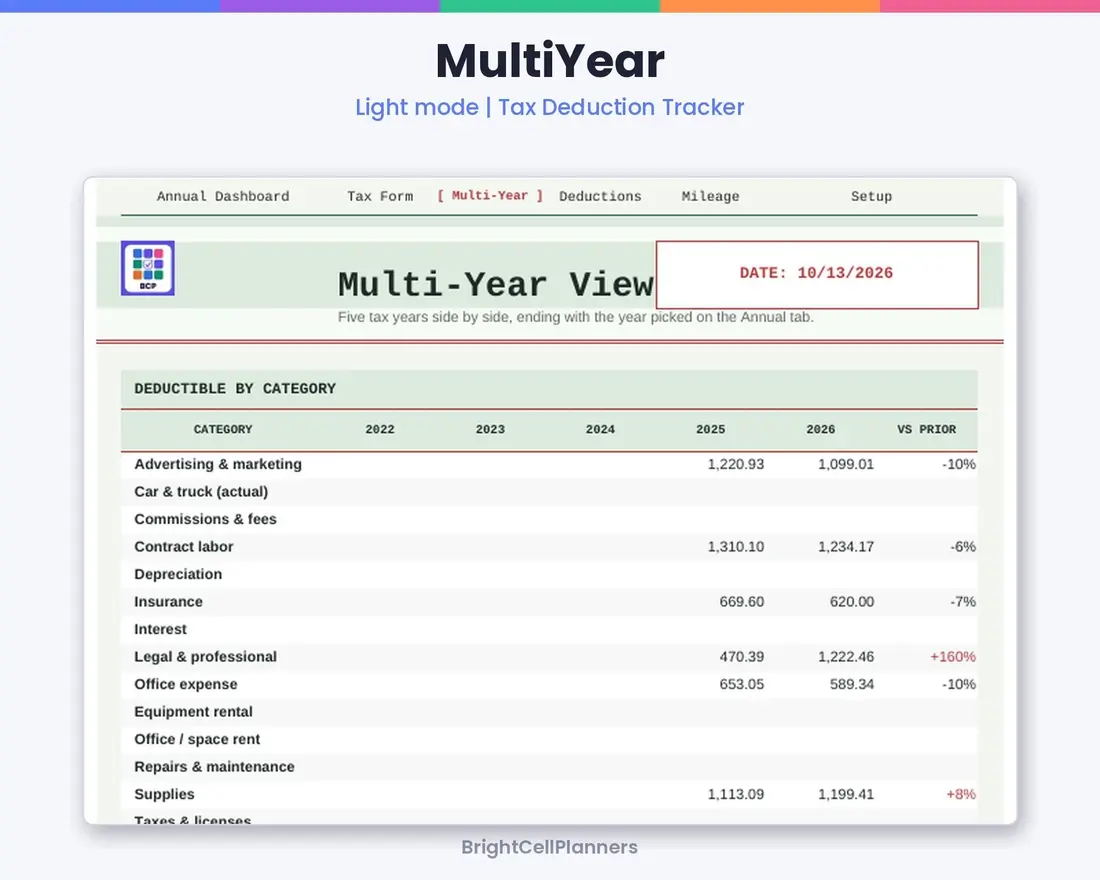 MultiYear
Light mode | Tax Deduction Tracker
Annual Dashboard Tax Form [ Multi-Year ] Deductions Mileage Setup
BCP
Multi-Year View
DATE: 10/13/2026
Five tax years side by side, ending with the year picked on the Annual tab.
DEDUCTIBLE BY CATEGORY
CATEGORY 2022 2023 2024 2025 2026 VS PRIOR
Advertising & marketing 1,220.93 1,099.01 -10%
Car & truck (actual)
Commissions & fees
Contract labor 1,310.10 1,234.17 -6%
Depreciation
Insurance 669.60 620.00 -7%
Interest
Legal & professional 470.39 1,222.46 +160%
Office expense 653.05 589.34 -10%
Equipment rental
Office / space rent
Repairs & maintenance
Supplies 1,113.09 1,199.41 +8%
Taxes & licenses
BrightCellPlanners